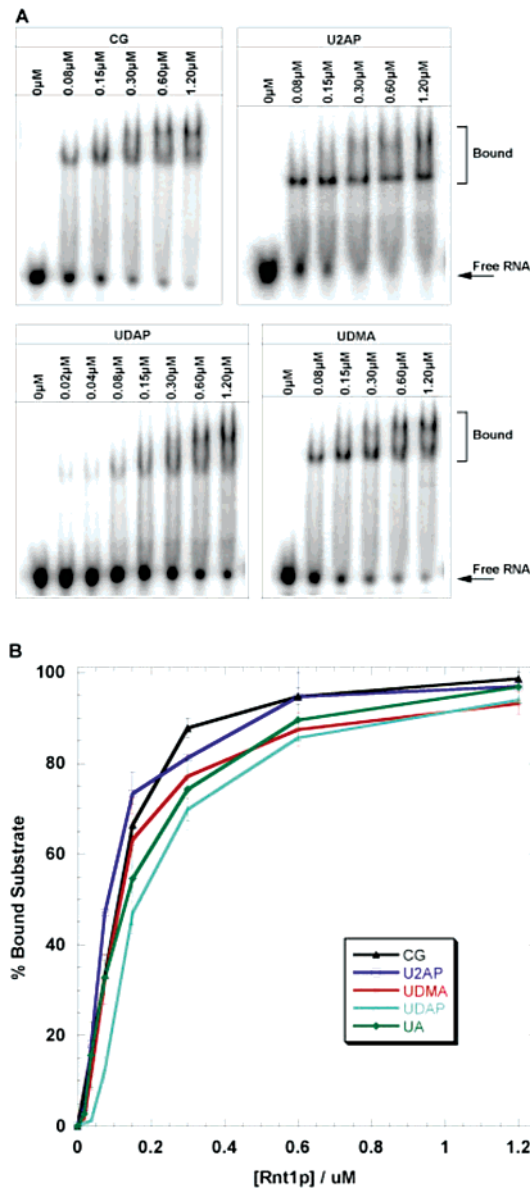 A
CG
U2AP
0µM
0.08µM
0.15µM
0.30µM
0.60µM
1.20µM
0µM
0.08µM
0.15µM
0.30µM
0.60µM
1.20µM
Bound
Free RNA
UDAP
UDMA
0µM
0.02µM
0.04µM
0.08µM
0.15µM
0.30µM
0.60µM
1.20µM
0µM
0.08µM
0.15µM
0.30µM
0.60µM
1.20µM
Bound
Free RNA
B
100
80
60
40
20
0
% Bound Substrate
CG
U2AP
UDMA
UDAP
UA
0
0.2
0.4
0.6
0.8
1
1.2
[Rnt1p] / uM